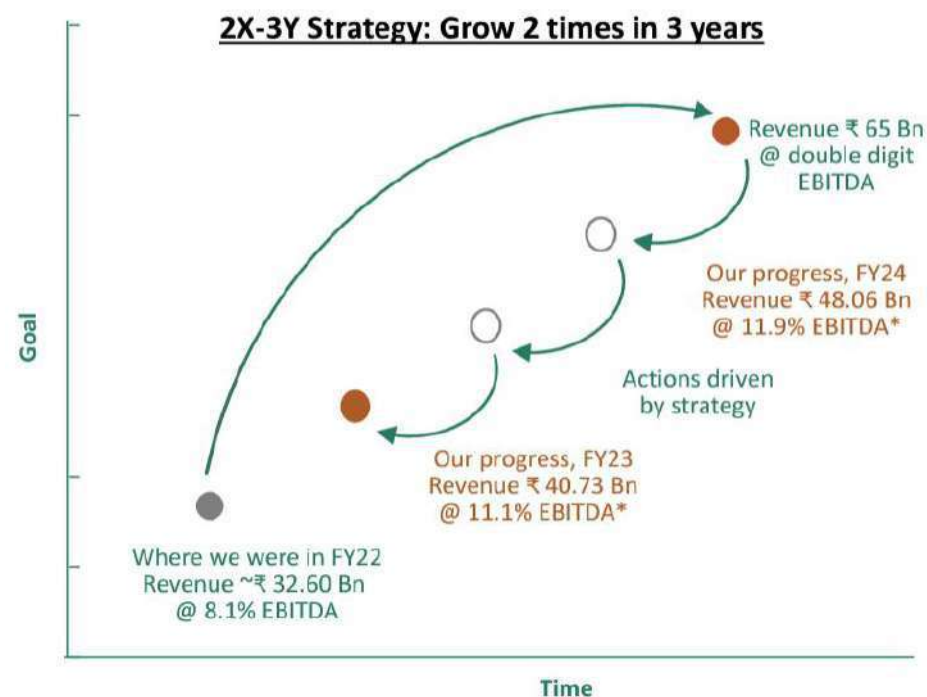 2X-3Y Strategy: Grow 2 times in 3 years
Revenue ₹ 65 Bn
@ double digit
EBITDA
Our progress, FY24
Revenue ₹ 48.06 Bn
@ 11.9% EBITDA*
Goal
Actions driven
by strategy
Our progress, FY23
Revenue ₹ 40.73 Bn
@ 11.1% EBITDA*
Where we were in FY22
Revenue ~₹ 32.60 Bn
@ 8.1% EBITDA
Time